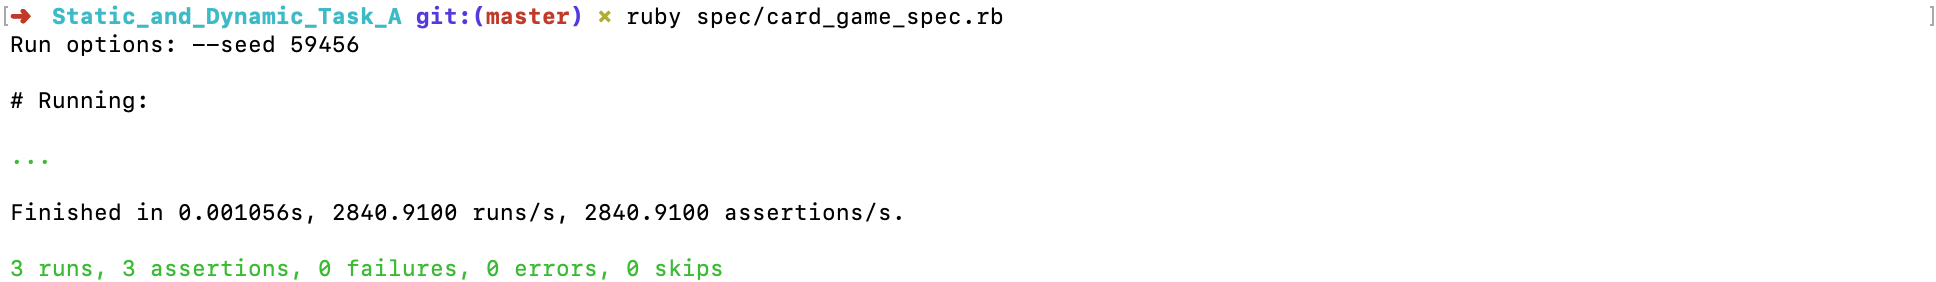 [➜  Static_and_Dynamic_Task_A git:(master) × ruby spec/card_game_spec.rb ]
Run options: --seed 59456
# Running:
...
Finished in 0.001056s, 2840.9100 runs/s, 2840.9100 assertions/s.
3 runs, 3 assertions, 0 failures, 0 errors, 0 skips